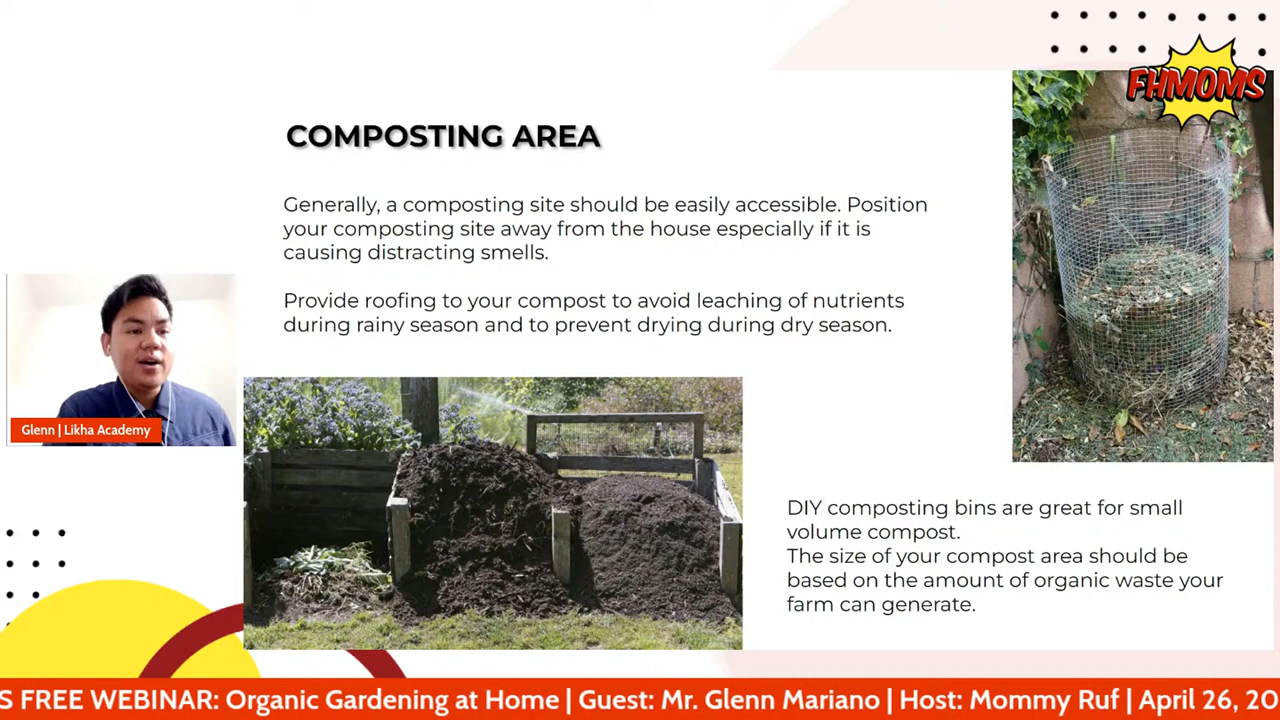 FHMOMS
COMPOSTING AREA
Generally, a composting site should be easily accessible. Position
your composting site away from the house especially if it is
causing distracting smells.
Provide roofing to your compost to avoid leaching of nutrients
during rainy season and to prevent drying during dry season.
Glenn | Likha Academy
DIY composting bins are great for small
volume compost.
The size of your compost area should be
based on the amount of organic waste your
farm can generate.
S FREE WEBINAR: Organic Gardening at Home | Guest: Mr. Glenn Mariano | Host: Mommy Ruf | April 26, 20